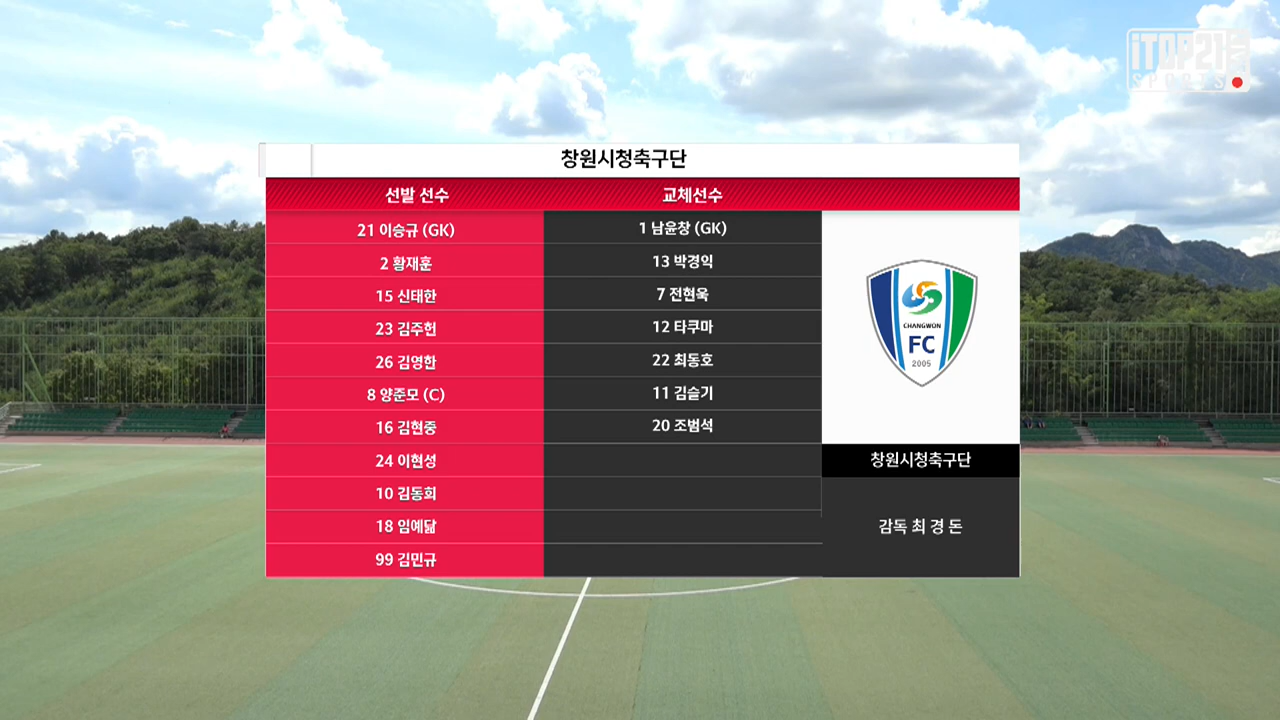 iTOP21
SPORTS
창원시청축구단
선발 선수
교체선수
21 이승규 (GK)
1 남윤창 (GK)
2 황재훈
13 박경익
15 신태한
7 전현욱
23 김주헌
12 타쿠마
26 김영한
22 최동호
8 양준모 (C)
11 김슬기
16 김현중
20 조범석
24 이현성
10 김동희
18 임예닮
99 김민규
CHANGWON
FC
2005
창원시청축구단
감독 최 경 돈